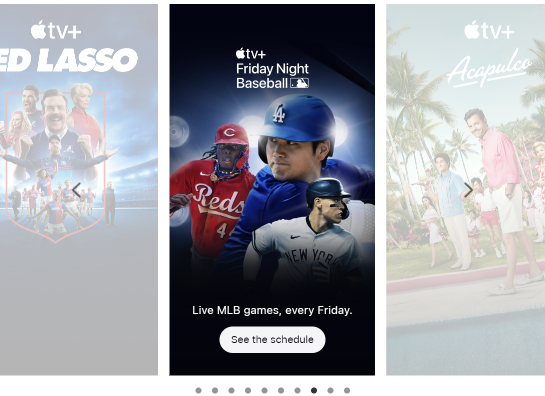 tv+
ED LASSO
tv+
Friday Night
Baseball
LA
C
Reds
4
NEW YORK
Live MLB games, every Friday.
See the schedule
tv+
Acapulco